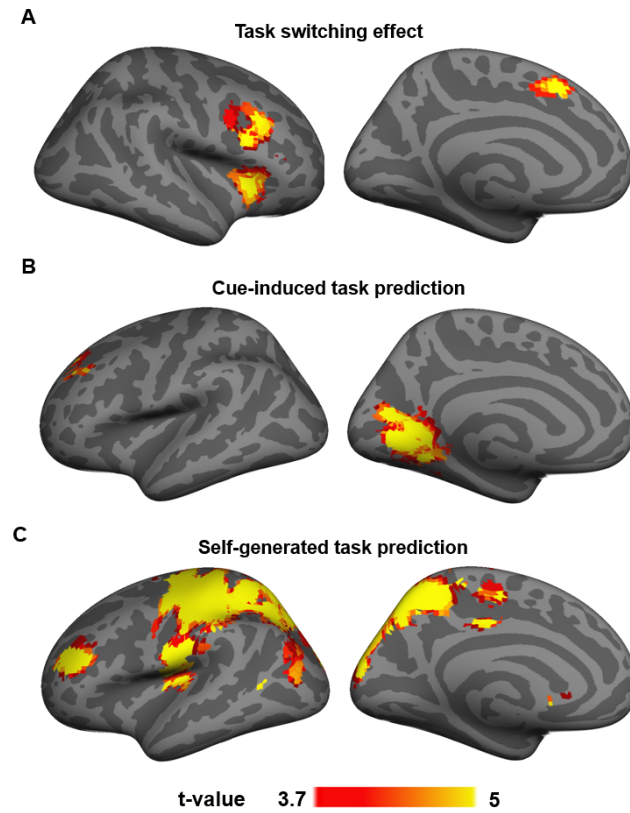 A
Task switching effect
B
Cue-induced task prediction
C
Self-generated task prediction
t-value 3.7 5